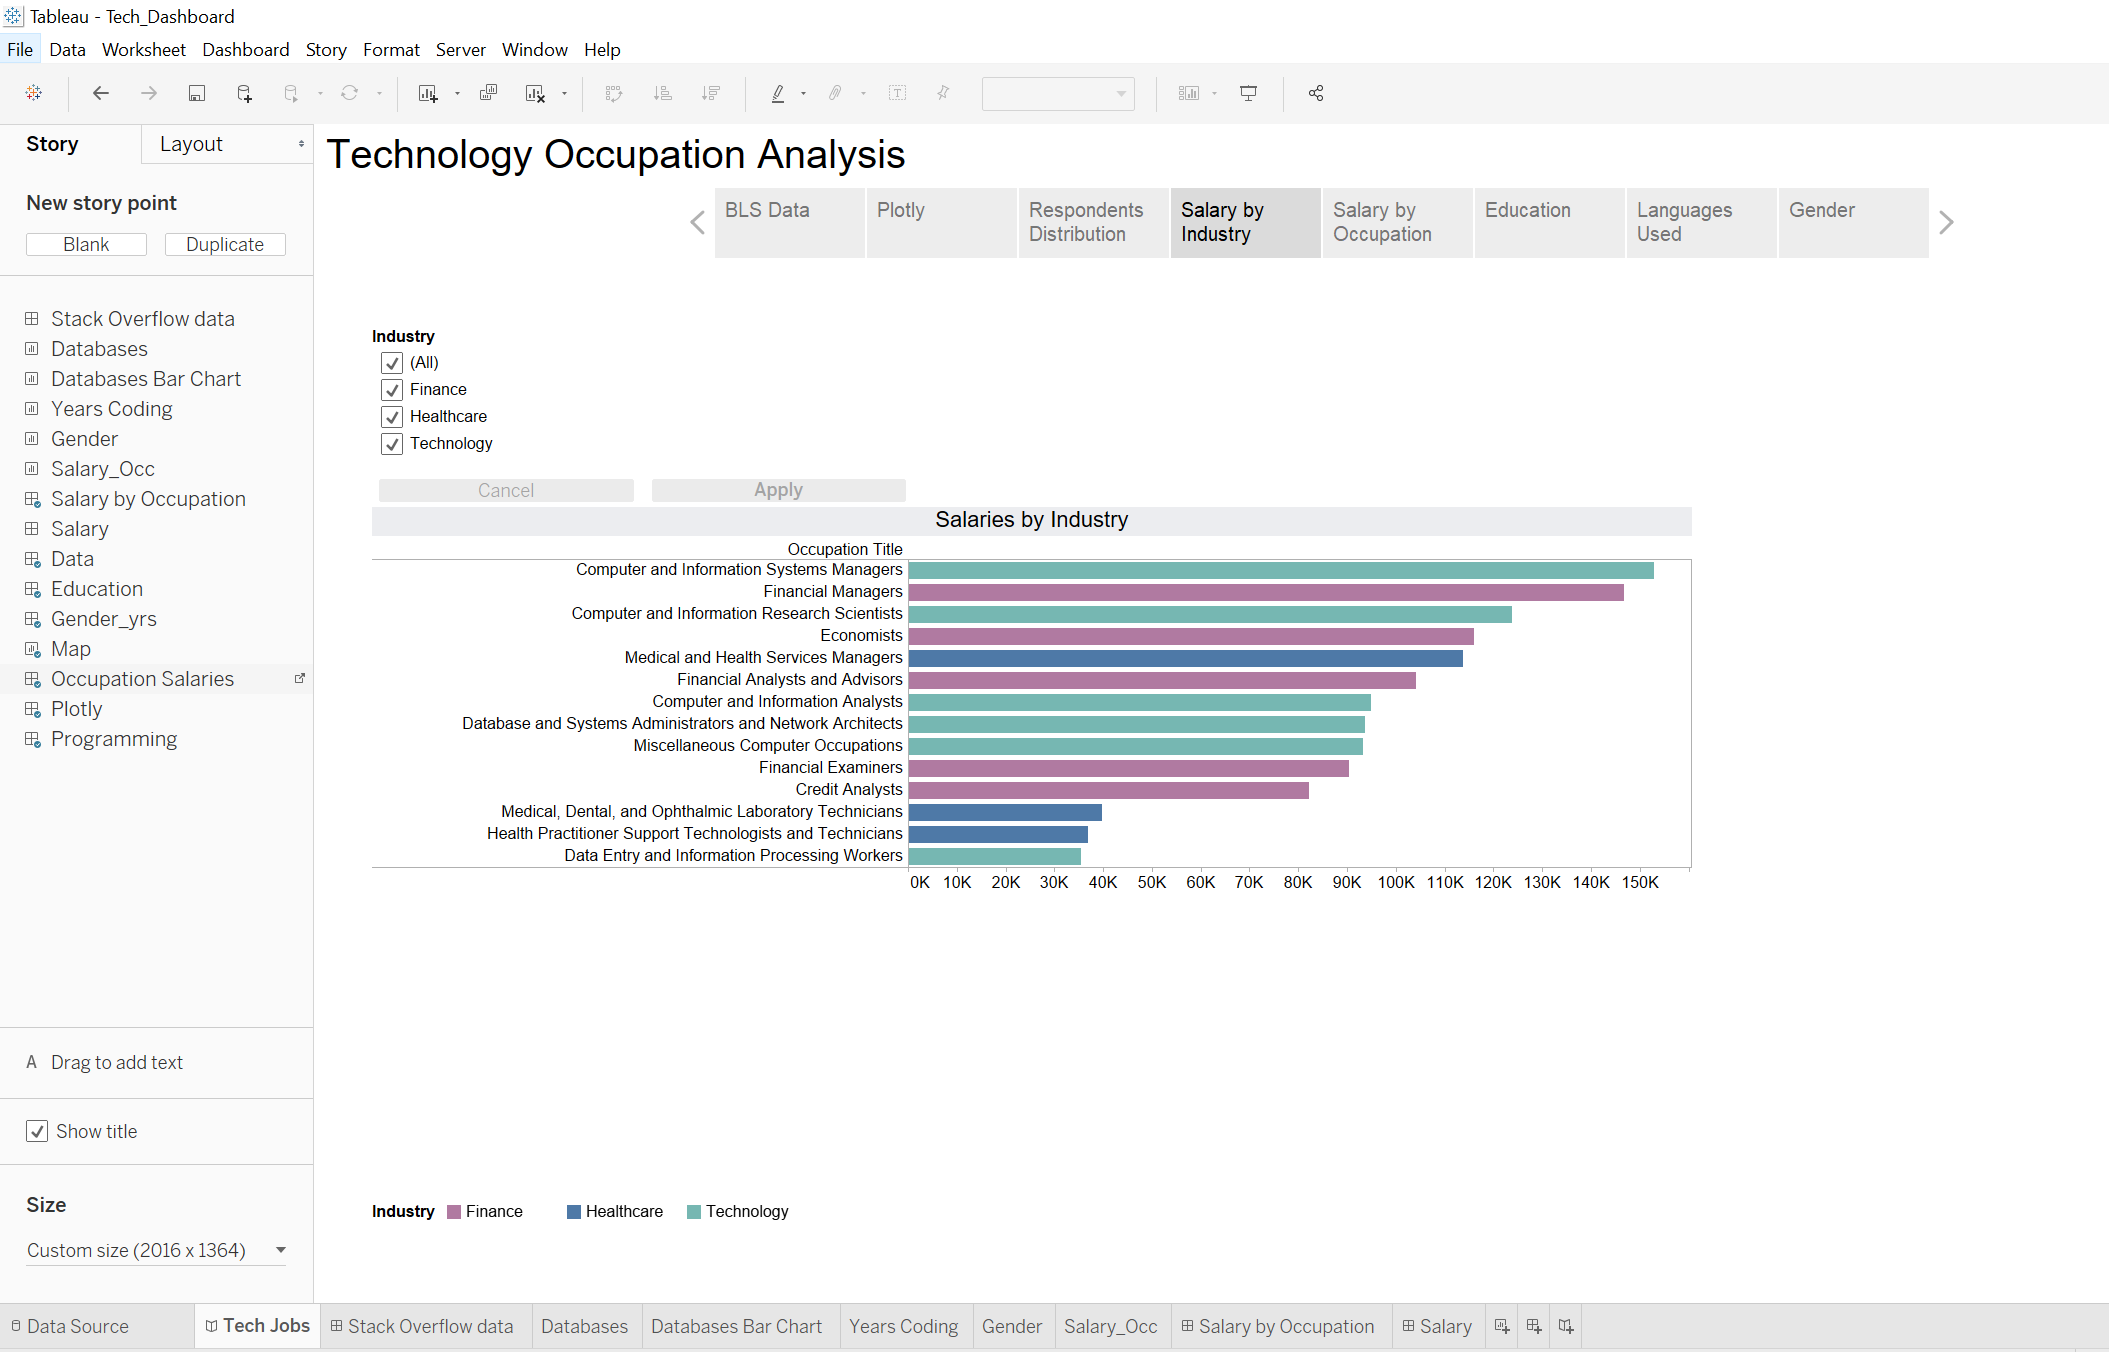 Tableau - Tech_Dashboard
File Data Worksheet Dashboard Story Format Server Window Help
Story Layout
Technology Occupation Analysis
New story point
Blank Duplicate
BLS Data
Plotly
Respondents
Distribution
Salary by
Industry
Salary by
Occupation
Education
Languages
Used
Gender
Stack Overflow data
Databases
Databases Bar Chart
Years Coding
Gender
Salary_Occ
Salary by Occupation
Salary
Data
Education
Gender_yrs
Map
Occupation Salaries
Plotly
Programming
Industry
(All)
Finance
Healthcare
Technology
Cancel Apply
Salaries by Industry
Occupation Title
Computer and Information Systems Managers
Financial Managers
Computer and Information Research Scientists
Economists
Medical and Health Services Managers
Financial Analysts and Advisors
Computer and Information Analysts
Database and Systems Administrators and Network Architects
Miscellaneous Computer Occupations
Financial Examiners
Credit Analysts
Medical, Dental, and Ophthalmic Laboratory Technicians
Health Practitioner Support Technologists and Technicians
Data Entry and Information Processing Workers
0K 10K 20K 30K 40K 50K 60K 70K 80K 90K 100K 110K 120K 130K 140K 150K
A Drag to add text
Show title
Size
Custom size (2016 x 1364)
Industry Finance Healthcare Technology
Data Source Tech Jobs Stack Overflow data Databases Databases Bar Chart Years Coding Gender Salary_Occ Salary by Occupation Salary